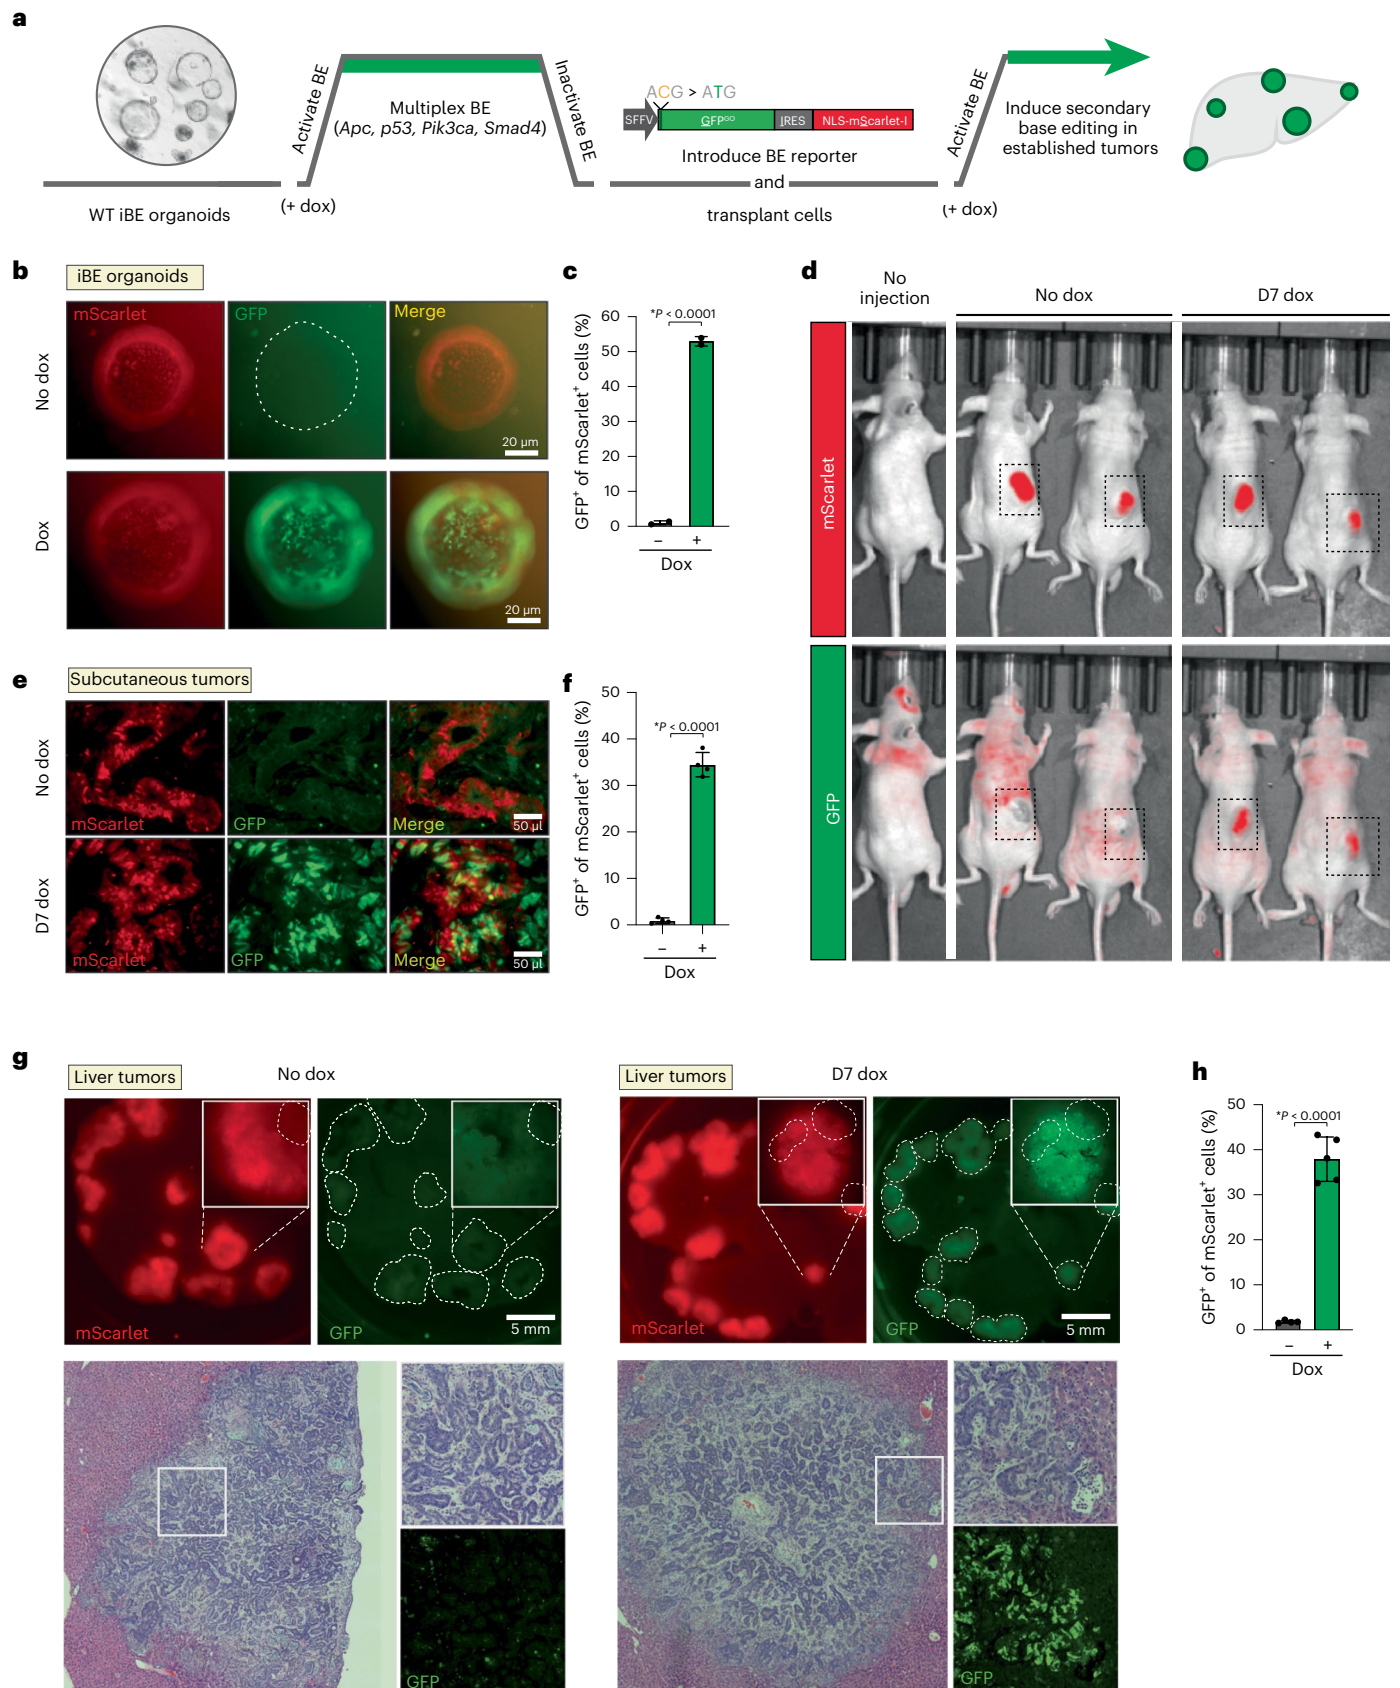 a
Activate BE
Multiplex BE
(Apc, p53, Pik3ca, Smad4)
Inactivate BE
ACG > ATG
SFFV
GFPᴳᴼ
IRES
NLS-mScarlet-I
Introduce BE reporter
and
transplant cells
Activate BE
Induce secondary
base editing in
established tumors
WT iBE organoids
(+ dox)
(+ dox)
b
iBE organoids
mScarlet
GFP
Merge
No dox
20 µm
Dox
20 µm
c
GFP⁺ of mScarlet⁺ cells (%)
*P < 0.0001
60
50
40
30
20
10
0
–
+
Dox
d
No
injection
No dox
D7 dox
mScarlet
GFP
e
Subcutaneous tumors
No dox
mScarlet
GFP
Merge
50 µl
D7 dox
mScarlet
GFP
Merge
50 µl
f
GFP⁺ of mScarlet⁺ cells (%)
*P < 0.0001
50
40
30
20
10
0
–
+
Dox
g
Liver tumors
No dox
mScarlet
GFP
5 mm
GFP
Liver tumors
D7 dox
mScarlet
GFP
5 mm
GFP
h
GFP⁺ of mScarlet⁺ cells (%)
*P < 0.0001
50
40
30
20
10
0
–
+
Dox